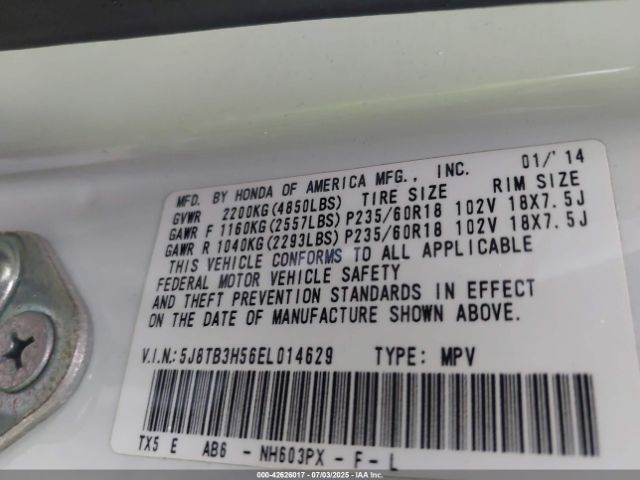 MFD. BY HONDA OF AMERICA MFG., INC. 01/'14
GVWR 2200KG(4850LBS) TIRE SIZE RIM SIZE
GAWR F 1160KG(2557LBS)P235/60R18 102V 18X7.5J
GAWR R 1040KG(2293LBS)P235/60R18 102V 18X7.5J
THIS VEHICLE CONFORMS TO ALL APPLICABLE
FEDERAL MOTOR VEHICLE SAFETY
AND THEFT PREVENTION STANDARDS IN EFFECT
ON THE DATE OF MANUFACTURE SHOWN ABOVE.
V.I.N.:5J8TB3H56EL014629 TYPE: MPV
TX5 E AB6 - NH603PX - F - L
000-42626017 - 07/03/2025 - IAAI.COM